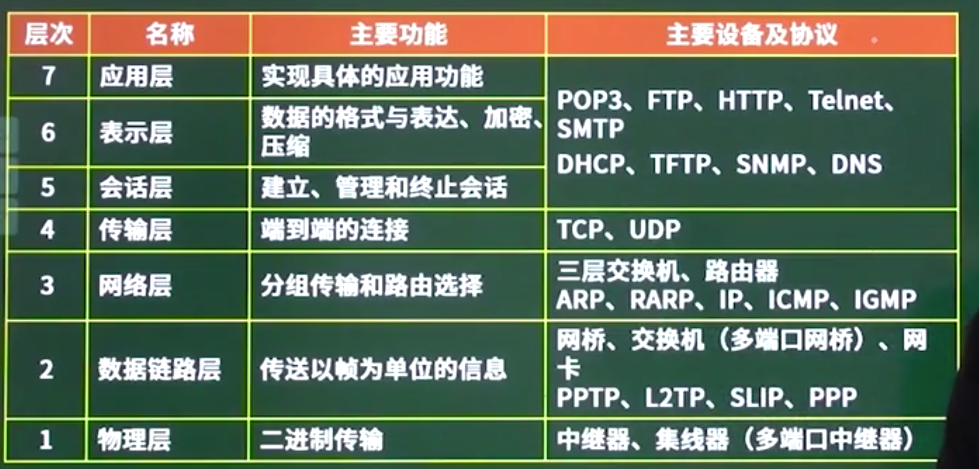 层次 名称 主要功能 主要设备及协议
7 应用层 实现具体的应用功能
POP3、FTP、HTTP、Telnet、
SMTP
DHCP、TFTP、SNMP、DNS
6 表示层 数据的格式与表达、加密、
压缩
5 会话层 建立、管理和终止会话
4 传输层 端到端的连接 TCP、UDP
3 网络层 分组传输和路由选择 三层交换机、路由器
ARP、RARP、IP、ICMP、IGMP
2 数据链路层 传送以帧为单位的信息 网桥、交换机（多端口网桥）、网
卡
PPTP、L2TP、SLIP、PPP
1 物理层 二进制传输 中继器、集线器（多端口中继器）